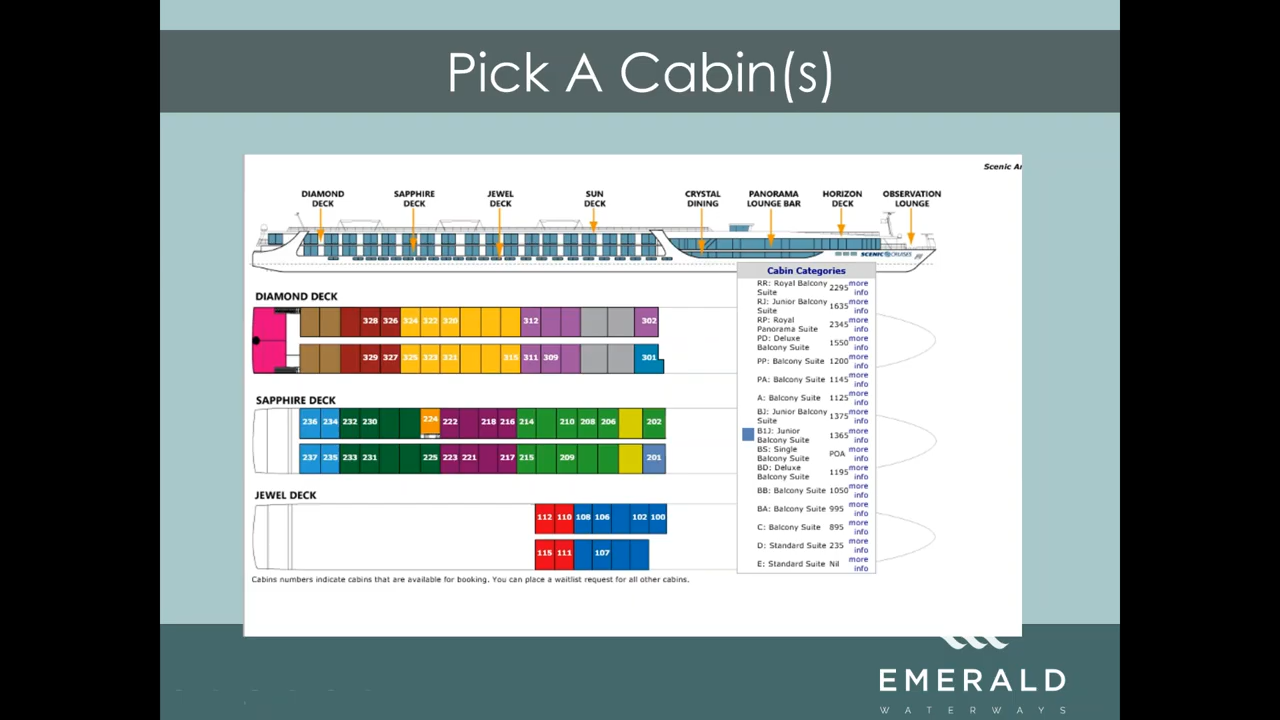 Pick A Cabin(s)
Scenic Ar
DIAMOND DECK
SAPPHIRE DECK
JEWEL DECK
SUN DECK
CRYSTAL DINING
PANORAMA LOUNGE BAR
HORIZON DECK
OBSERVATION LOUNGE
SCENIC CRUISES
DIAMOND DECK
328 326 324 322 320 312 302
329 327 325 323 321 315 311 309 301
SAPPHIRE DECK
236 234 232 230 224 222 218 216 214 210 208 206 202
237 235 233 231 225 223 221 217 215 209 201
JEWEL DECK
112 110 108 106 102 100
115 111 107
Cabins numbers indicate cabins that are available for booking. You can place a waitlist request for all other cabins.
Cabin Categories
RR: Royal Balcony Suite 2295 more info
RJ: Junior Balcony Suite 1635 more info
RP: Royal Panorama Suite 2345 more info
PD: Deluxe Balcony Suite 1550 more info
PP: Balcony Suite 1200 more info
PA: Balcony Suite 1145 more info
A: Balcony Suite 1125 more info
BJ: Junior Balcony Suite 1375 more info
B1J: Junior Balcony Suite 1365 more info
BS: Single Balcony Suite POA more info
BD: Deluxe Balcony Suite 1195 more info
BB: Balcony Suite 1050 more info
BA: Balcony Suite 995 more info
C: Balcony Suite 895 more info
D: Standard Suite 235 more info
E: Standard Suite Nil more info
EMERALD
WATERWAYS